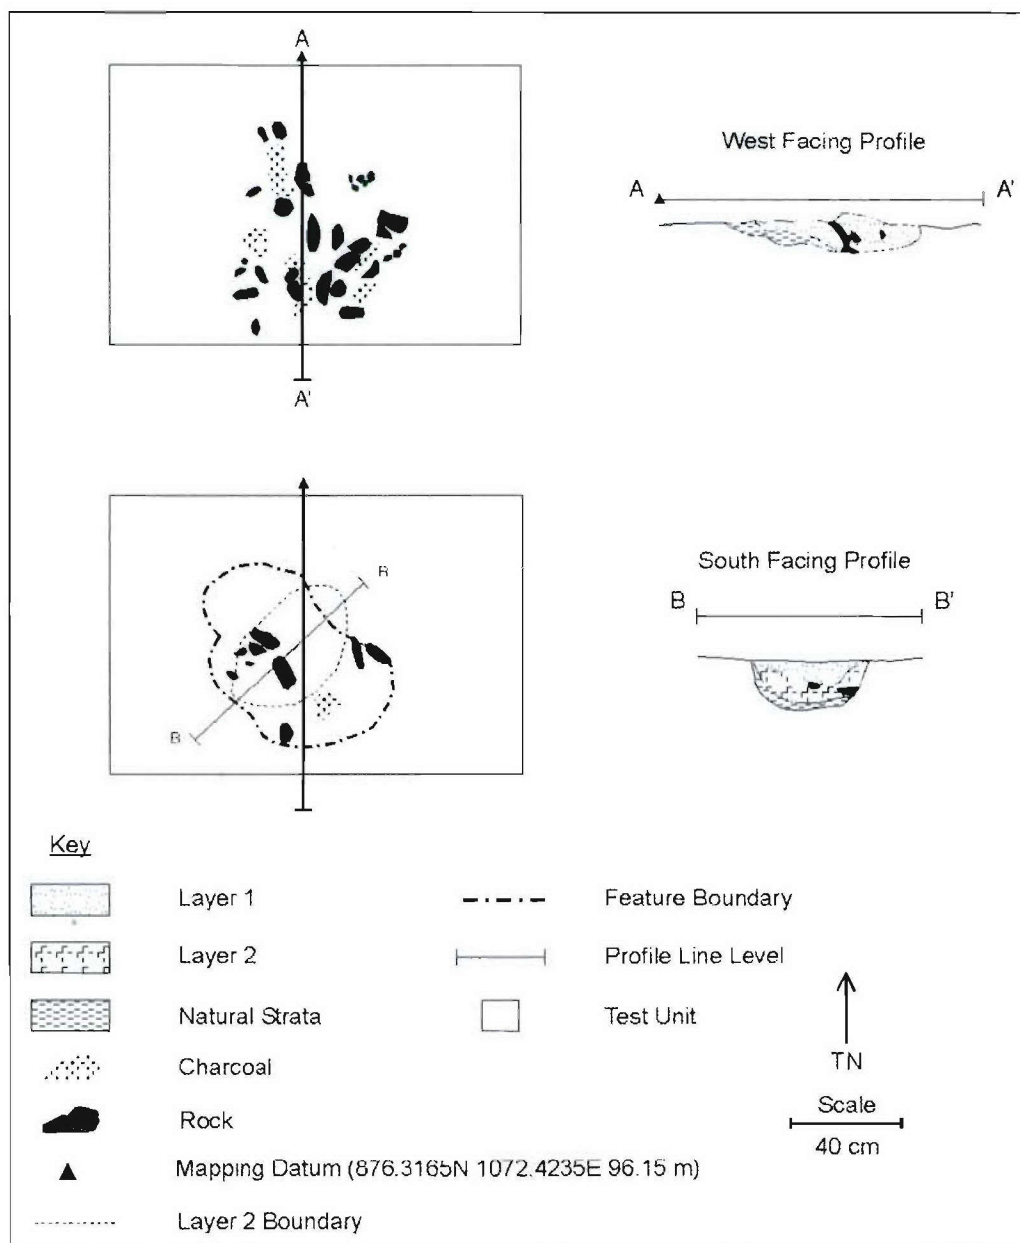 A
A'
West Facing Profile
A A'
B
B
South Facing Profile
B B'
Key
Layer 1
Layer 2
Natural Strata
Charcoal
Rock
Mapping Datum (876.3165N 1072.4235E 96.15 m)
Layer 2 Boundary
Feature Boundary
Profile Line Level
Test Unit
TN
Scale
40 cm